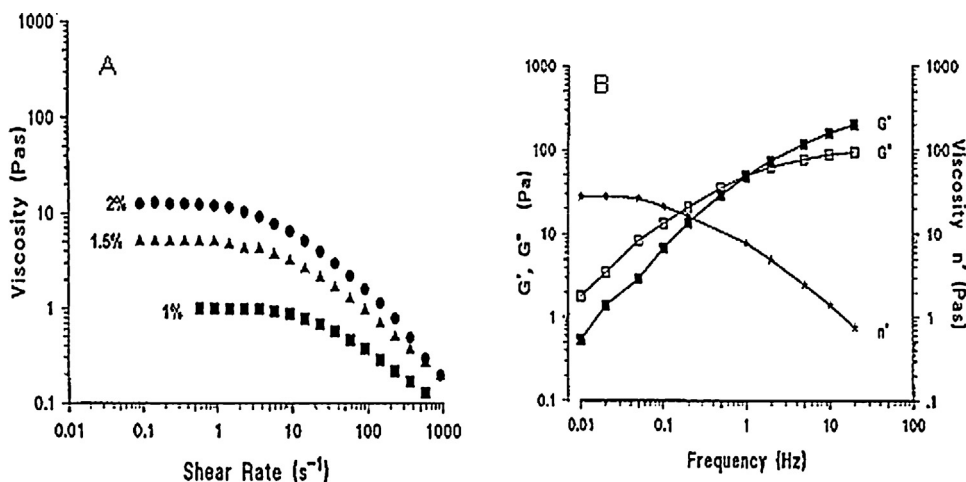 A
1000
100
10
1
0.1
Viscosity (Pas)
2%
1.5%
1%
0.01 0.1 1 10 100 1000
Shear Rate (s⁻¹)
B
1000
100
10
1
.1
G', G" (Pa)
G'
G"
n'
1000
100
10
1
.1
Viscosity n' (Pas)
0.01 0.1 1 10 100
Frequency (Hz)